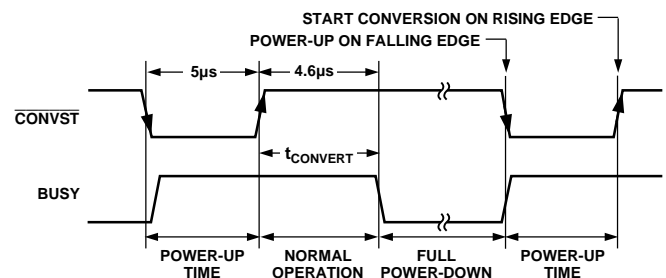 START CONVERSION ON RISING EDGE
POWER-UP ON FALLING EDGE
5µs
4.6µs
CONVST
tCONVERT
BUSY
POWER-UP
TIME
NORMAL
OPERATION
FULL
POWER-DOWN
POWER-UP
TIME